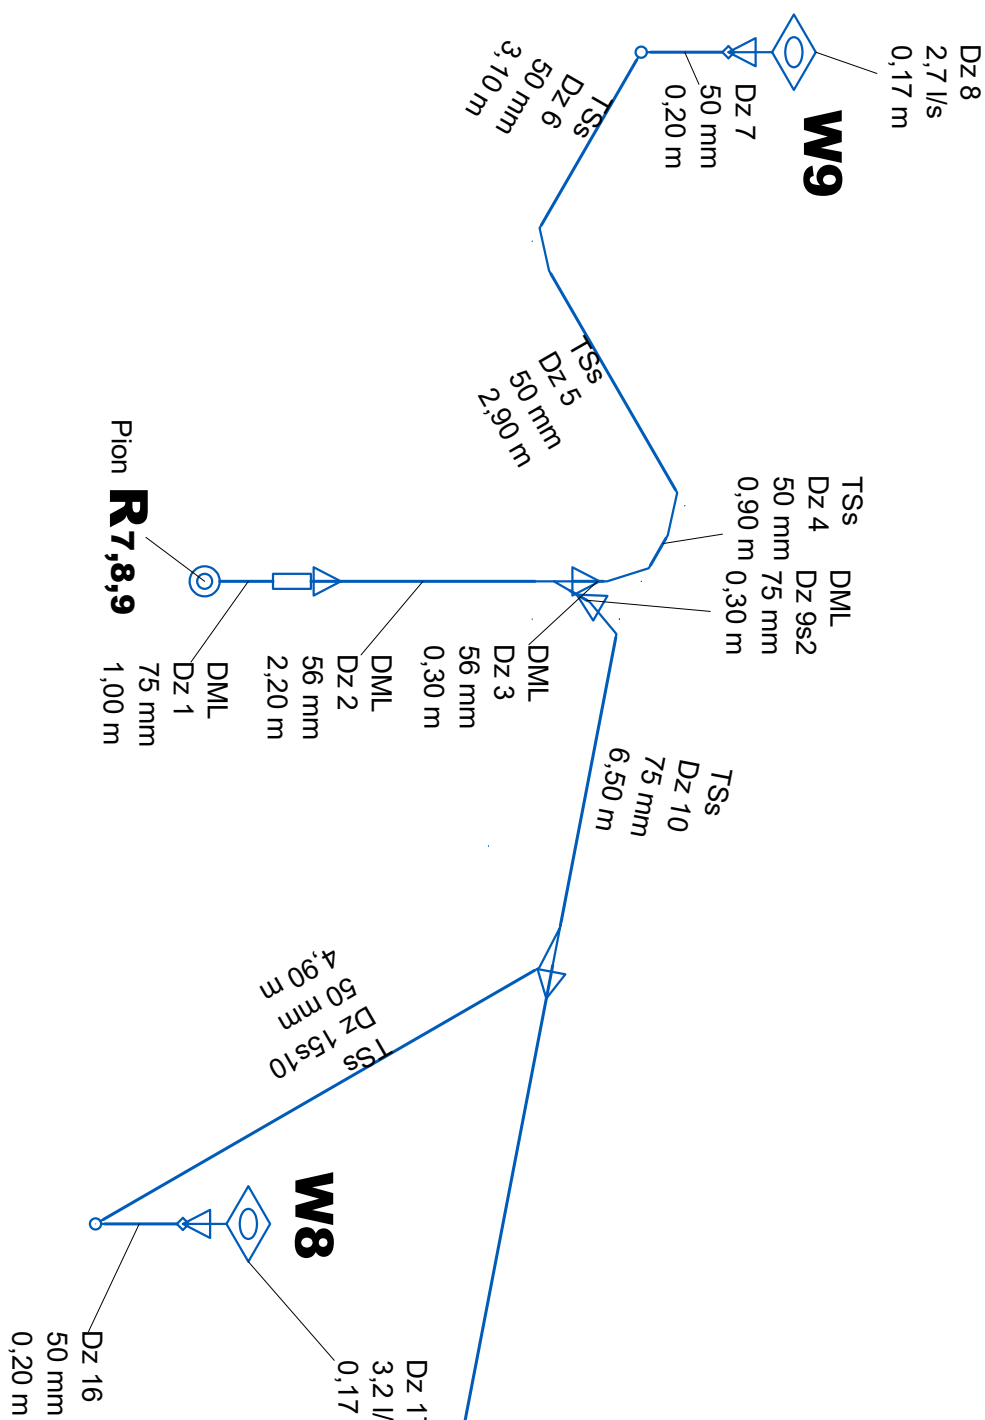 Dz 8
2,7 l/s
0,17 m
W9
Dz 7
50 mm
0,20 m
TSs
Dz 6
50 mm
3,10 m
TSs
Dz 5
50 mm
2,90 m
TSs
Dz 4
50 mm
0,90 m
DML
Dz 9s2
75 mm
0,30 m
Pion R7,8,9
DML
Dz 3
56 mm
0,30 m
DML
Dz 2
56 mm
2,20 m
DML
Dz 1
75 mm
1,00 m
TSs
Dz 10
75 mm
6,50 m
TSs
Dz 15s10
50 mm
4,90 m
W8
Dz 16
50 mm
0,20 m
Dz 1
3,2 l/
0,17